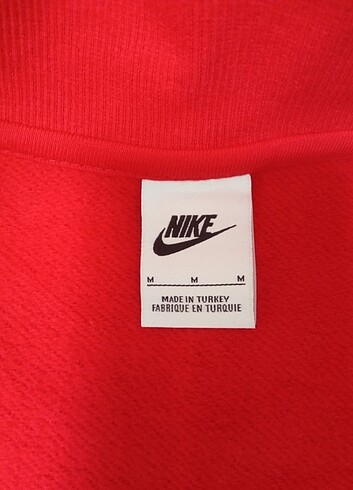 NIKE
M M M
MADE IN TURKEY
FABRIQUE EN TURQUIE